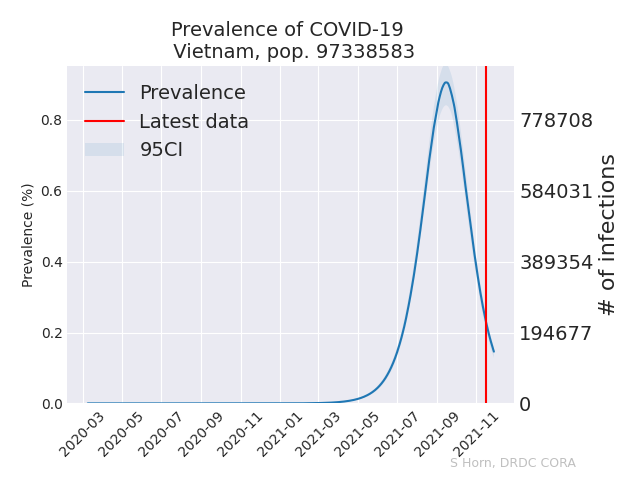 Prevalence of COVID-19
Vietnam, pop. 97338583
Prevalence
Latest data
95CI
Prevalence (%)
0.8
0.6
0.4
0.2
0.0
778708
584031
389354
194677
0
# of infections
2020-03
2020-05
2020-07
2020-09
2020-11
2021-01
2021-03
2021-05
2021-07
2021-09
2021-11
S Horn, DRDC CORA